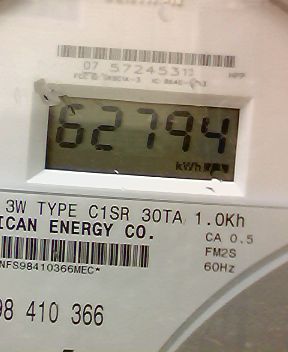 07 57245311
HPP
62794
kWh
3W TYPE C1SR 30TA 1.0Kh
ICAN ENERGY CO.
CA 0.5
FM2S
60Hz
NFS98410366MEC*
98 410 366